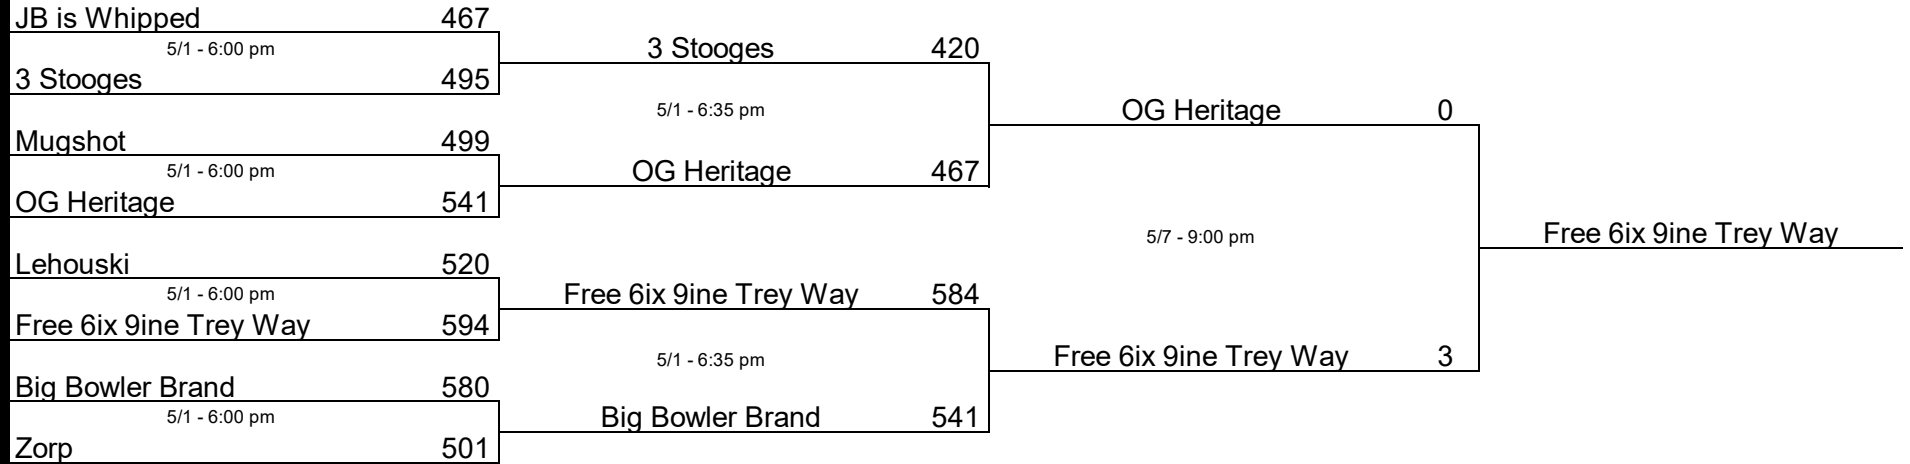 JB is Whipped 467
5/1 - 6:00 pm
3 Stooges 495
Mugshot 499
5/1 - 6:00 pm
OG Heritage 541
Lehouski 520
5/1 - 6:00 pm
Free 6ix 9ine Trey Way 594
Big Bowler Brand 580
5/1 - 6:00 pm
Zorp 501
3 Stooges 420
5/1 - 6:35 pm
OG Heritage 467
Free 6ix 9ine Trey Way 584
5/1 - 6:35 pm
Big Bowler Brand 541
OG Heritage 0
5/7 - 9:00 pm
Free 6ix 9ine Trey Way 3
Free 6ix 9ine Trey Way